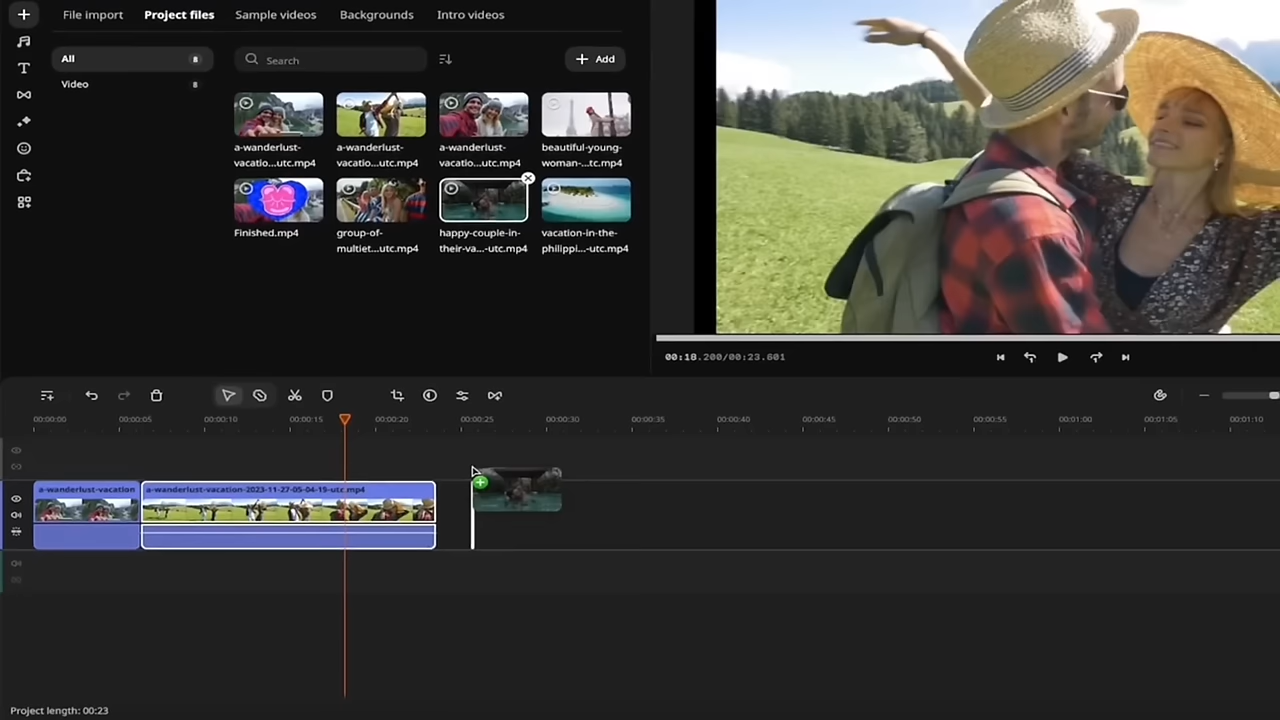 File import Project files Sample videos Backgrounds Intro videos
All 8
Search
Add
Video 8
a-wanderlust-
vacatio...utc.mp4
a-wanderlust-
vacatio...utc.mp4
a-wanderlust-
vacatio...utc.mp4
beautiful-young-
woman-...tc.mp4
Finished.mp4
group-of-
multiet...utc.mp4
happy-couple-in-
their-va...-utc.mp4
vacation-in-the-
philippi...-utc.mp4
00:18.200/00:23.601
00:00:00 00:00:05 00:00:10 00:00:15 00:00:20 00:00:25 00:00:30 00:00:35 00:00:40 00:00:45 00:00:50 00:00:55 00:01:00 00:01:05 00:01:10
a-wanderlust-vacation
a-wanderlust-vacation-2023-11-27-05-04-19-utc.mp4
Project length: 00:23